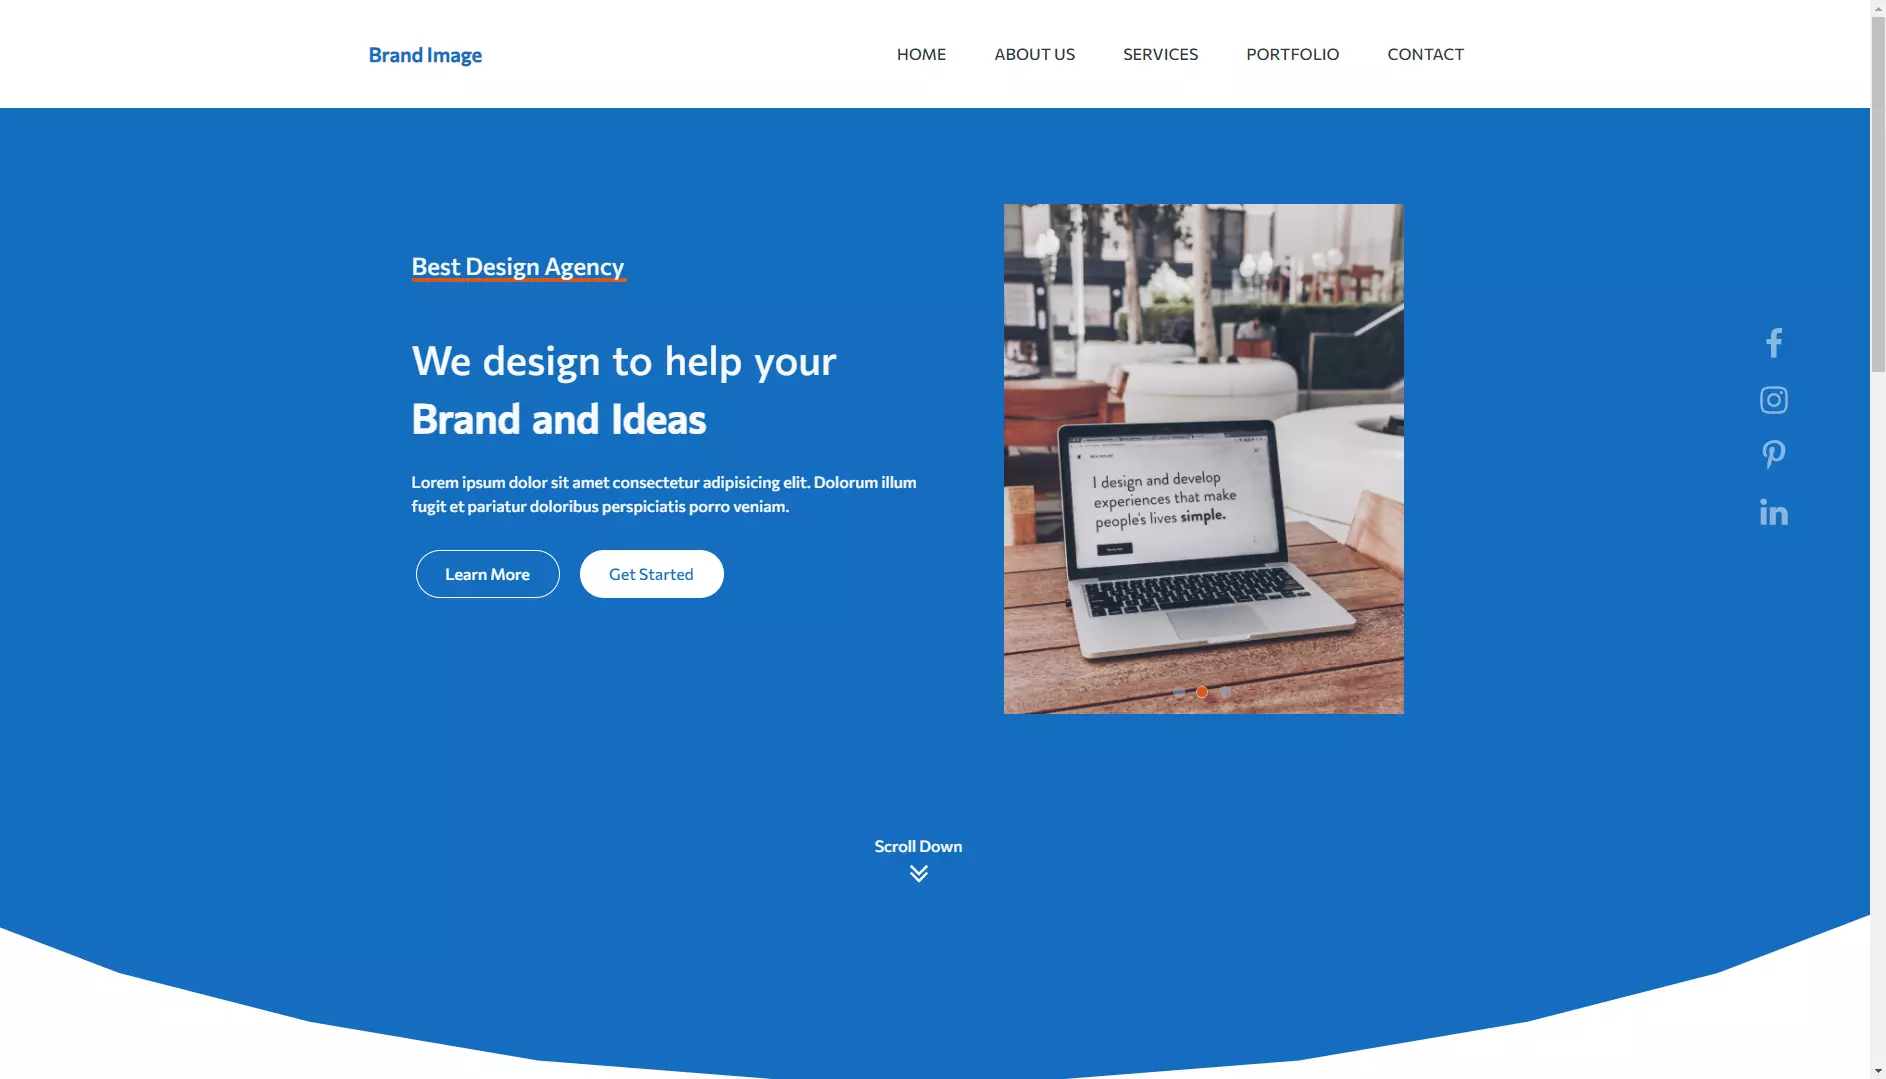 Brand Image
HOME ABOUT US SERVICES PORTFOLIO CONTACT
Best Design Agency
We design to help your
Brand and Ideas
Lorem ipsum dolor sit amet consectetur adipisicing elit. Dolorum illum
fugit et pariatur doloribus perspiciatis porro veniam.
Learn More Get Started
I design and develop
experiences that make
people's lives simple.
Scroll Down